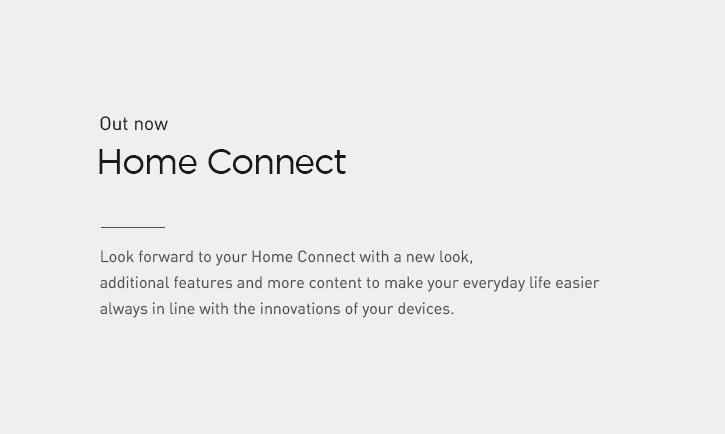 Out now
Home Connect
Look forward to your Home Connect with a new look,
additional features and more content to make your everyday life easier
always in line with the innovations of your devices.